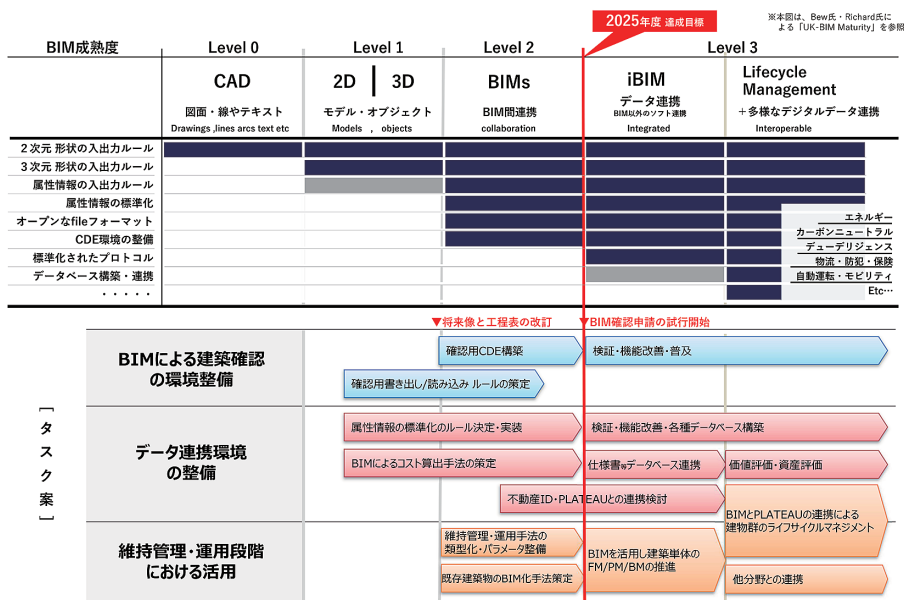 ※本図は、Bew氏・Richard氏に
よる「UK-BIM Maturity」を参照
2025年度 達成目標
BIM成熟度
Level 0
Level 1
Level 2
Level 3
CAD
図面・線やテキスト
Drawings ,lines arcs text etc
2D 3D
モデル・オブジェクト
Models , objects
BIMs
BIM間連携
collaboration
iBIM
データ連携
BIM以外のソフト連携
Integrated
Lifecycle
Management
＋多様なデジタルデータ連携
Interoperable
2次元 形状の入出力ルール
3次元 形状の入出力ルール
属性情報の入出力ルール
属性情報の標準化
オープンなfileフォーマット
CDE環境の整備
標準化されたプロトコル
データベース構築・連携
・・・・・
エネルギー
カーボンニュートラル
デューデリジェンス
物流・防犯・保険
自動運転・モビリティ
Etc…
▼将来像と工程表の改訂
▼BIM確認申請の試行開始
［タスク案］
BIMによる建築確認
の環境整備
確認用CDE構築
検証・機能改善・普及
確認用書き出し/読み込み ルールの策定
データ連携環境
の整備
属性情報の標準化のルール決定・実装
検証・機能改善・各種データベース構築
BIMによるコスト算出手法の策定
仕様書等データベース連携
価値評価・資産評価
不動産ID・PLATEAUとの連携検討
BIMとPLATEAUの連携による
建物群のライフサイクルマネジメント
維持管理・運用段階
における活用
維持管理・運用手法の
類型化・パラメータ整備
BIMを活用し建築単体の
FM/PM/BMの推進
既存建築物のBIM化手法策定
他分野との連携